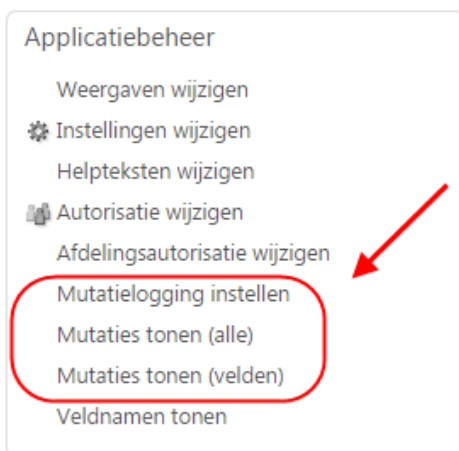 Applicatiebeheer
Weergaven wijzigen
Instellingen wijzigen
Helpteksten wijzigen
Autorisatie wijzigen
Afdelingsautorisatie wijzigen
Mutatielogging instellen
Mutaties tonen (alle)
Mutaties tonen (velden)
Veldnamen tonen